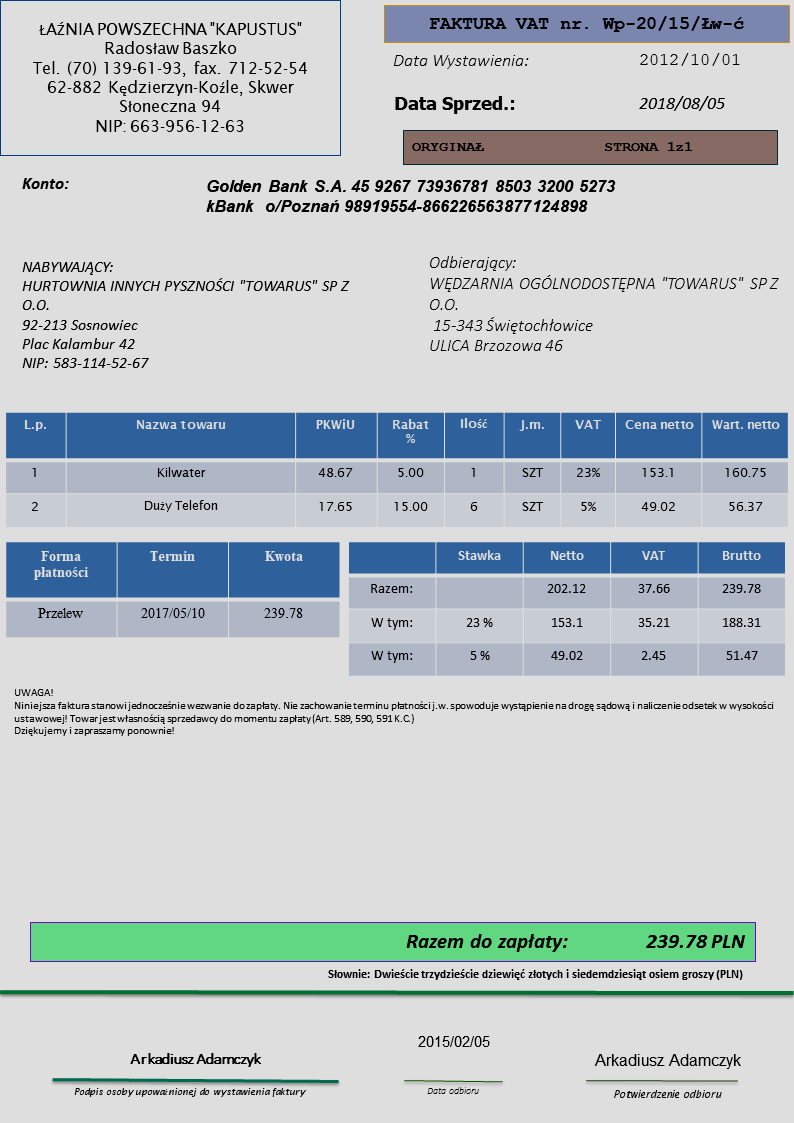 ŁAŹNIA POWSZECHNA "KAPUSTUS"
Radosław Baszko
Tel. (70) 139-61-93, fax. 712-52-54
62-882 Kędzierzyn-Koźle, Skwer
Słoneczna 94
NIP: 663-956-12-63
FAKTURA VAT nr. Wp-20/15/Łw-ć
Data Wystawienia: 2012/10/01
Data Sprzed.: 2018/08/05
ORYGINAŁ STRONA 1z1
Konto: Golden Bank S.A. 45 9267 73936781 8503 3200 5273
kBank o/Poznań 98919554-866226563877124898
NABYWAJĄCY:
HURTOWNIA INNYCH PYSZNOŚCI "TOWARUS" SP Z
O.O.
92-213 Sosnowiec
Plac Kalambur 42
NIP: 583-114-52-67
Odbierający:
WĘDZARNIA OGÓLNODOSTĘPNA "TOWARUS" SP Z
O.O.
15-343 Świętochłowice
ULICA Brzozowa 46
L.p. Nazwa towaru PKWiU Rabat % Ilość J.m. VAT Cena netto Wart. netto
1 Kilwater 48.67 5.00 1 SZT 23% 153.1 160.75
2 Duży Telefon 17.65 15.00 6 SZT 5% 49.02 56.37
Forma płatności Termin Kwota
Przelew 2017/05/10 239.78
Stawka Netto VAT Brutto
Razem: 202.12 37.66 239.78
W tym: 23 % 153.1 35.21 188.31
W tym: 5 % 49.02 2.45 51.47
UWAGA!
Niniejsza faktura stanowi jednocześnie wezwanie do zapłaty. Nie zachowanie terminu płatności j.w. spowoduje wystąpienie na drogę sądową i naliczenie odsetek w wysokości
ustawowej! Towar jest własnością sprzedawcy do momentu zapłaty (Art. 589, 590, 591 K.C.)
Dziękujemy i zapraszamy ponownie!
Razem do zapłaty: 239.78 PLN
Słownie: Dwieście trzydzieście dziewięć złotych i siedemdziesiąt osiem groszy (PLN)
Arkadiusz Adamczyk
Podpis osoby upoważnionej do wystawienia faktury
2015/02/05
Data odbioru
Arkadiusz Adamczyk
Potwierdzenie odbioru